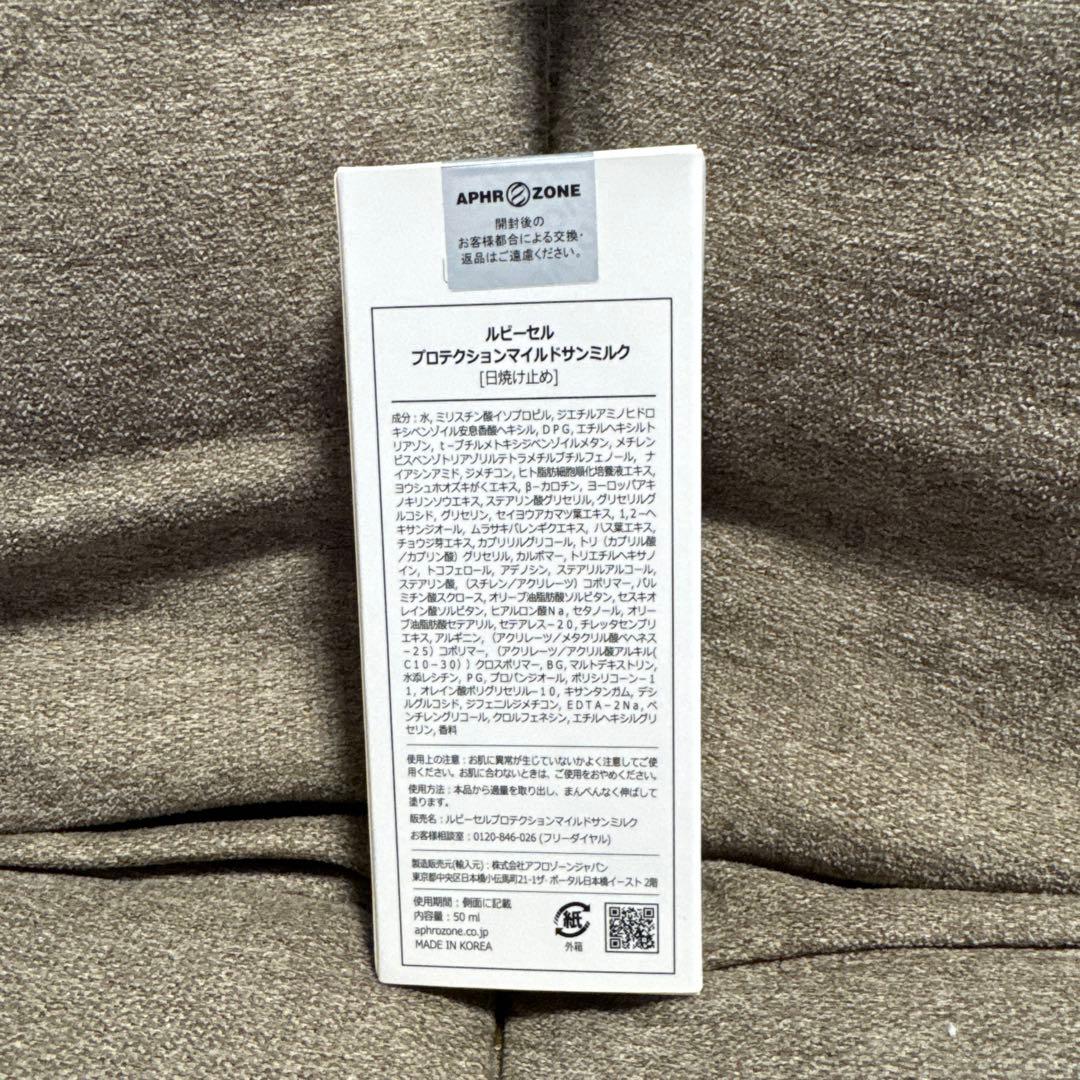 APHROZONE
開封後の
お客様都合による交換・
返品はご遠慮ください。
ルビーセル
プロテクションマイルドサンミルク
[日焼け止め]
成分：水, ミリスチン酸イソプロピル, ジエチルアミノヒドロ
キシベンゾイル安息香酸ヘキシル, DPG, エチルヘキシルト
リアゾン, t－ブチルメトキシジベンゾイルメタン, メチレン
ビスベンゾトリアゾリルテトラメチルブチルフェノール, ナ
イアシンアミド, ジメチコン, ヒト脂肪細胞順化培養液エキス,
ヨウシュホオズキがくエキス, β－カロチン, ヨーロッパアキ
ノキリンソウエキス, ステアリン酸グリセリル, グリセリルグ
ルコシド, グリセリン, セイヨウアカマツ葉エキス, 1,2－ヘ
キサンジオール, ムラサキバレンギクエキス, ハス葉エキス,
チョウジ芽エキス, カプリリルグリコール, トリ（カプリル酸
／カプリン酸）グリセリル, カルボマー, トリエチルヘキサノ
イン, トコフェロール, アデノシン, ステアリルアルコール,
ステアリン酸,（スチレン／アクリレーツ）コポリマー, パル
ミチン酸スクロース, オリーブ油脂肪酸ソルビタン, セスキオ
レイン酸ソルビタン, ヒアルロン酸Na, セタノール, オリー
ブ油脂肪酸セテアリル, セテアレス－20, チレッタセンブリ
エキス, アルギニン,（アクリレーツ／メタクリル酸ベヘネス
－25）コポリマー,（アクリレーツ／アクリル酸アルキル(
C10－30)）クロスポリマー, BG, マルトデキストリン,
水添レシチン, PG, プロパンジオール, ポリシリコーン－1
1, オレイン酸ポリグリセリル－10, キサンタンガム, デシ
ルグルコシド, ジフェニルジメチコン, EDTA－2Na, ペ
ンチレングリコール, クロルフェネシン, エチルヘキシルグリ
セリン, 香料
使用上の注意：お肌に異常が生じていないかよく注意してご使
用ください。お肌に合わないときは、ご使用をおやめください。
使用方法：本品から適量を取り出し、まんべんなく伸ばして
塗ります。
販売名：ルビーセルプロテクションマイルドサンミルク
お客様相談室：0120-846-026 (フリーダイヤル)
製造販売元(輸入元)：株式会社アフロゾーンジャパン
東京都中央区日本橋小伝馬町21-1ザ・ポータル日本橋イースト 2階
使用期間：側面に記載
内容量：50 ml
aphrozone.co.jp
MADE IN KOREA
紙
外箱